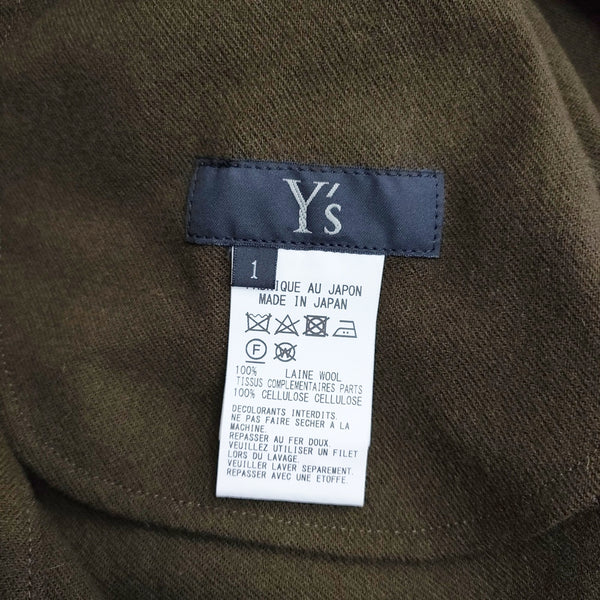 Y's
1
AU JAPON
MADE IN JAPAN
F W
100% LAINE WOOL
TISSUS COMPLEMENTAIRES PARTS
100% CELLULOSE CELLULOSE
DECOLORANTS INTERDITS.
NE PAS FAIRE SECHER A LA
MACHINE.
REPASSER AU FER DOUX.
VEUILLEZ UTILISER UN FILET
LORS DU LAVAGE.
VEUILLER LAVER SEPAREMENT.
REPASSER AVEC UNE ETOFFE.